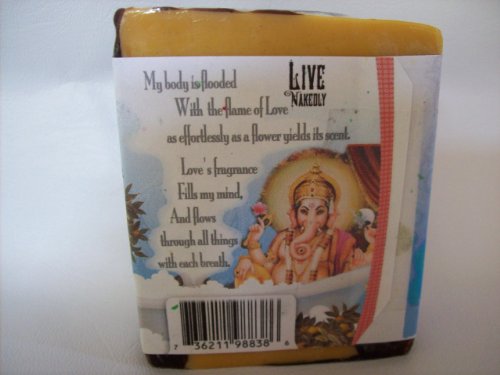 LIVE
NAKEDLY
My body is flooded
With the flame of Love
as effortlessly as a flower yields its scent.
Love's fragrance
Fills my mind,
And flows
through all things
with each breath.
7 36211 98838 6